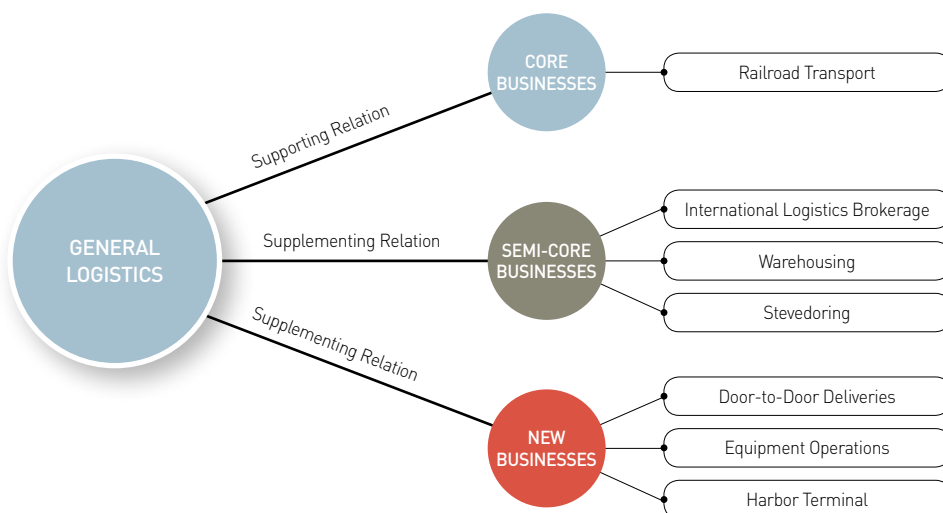 CORE
BUSINESSES
Railroad Transport
Supporting Relation
GENERAL
LOGISTICS
Supplementing Relation
SEMI-CORE
BUSINESSES
International Logistics Brokerage
Warehousing
Stevedoring
Supplementing Relation
NEW
BUSINESSES
Door-to-Door Deliveries
Equipment Operations
Harbor Terminal